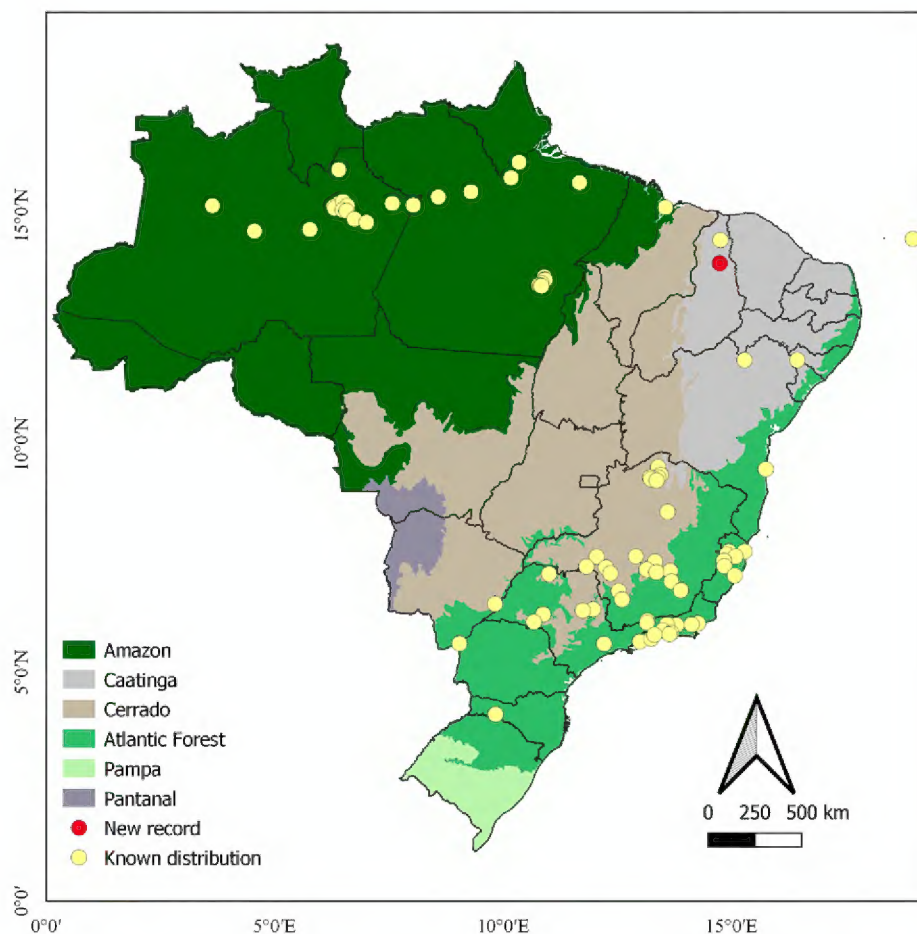 15°0'N
10°0'N
5°0'N
0°0'
Amazon
Caatinga
Cerrado
Atlantic Forest
Pampa
Pantanal
New record
Known distribution
0 250 500 km
0°0' 5°0'E 10°0'E 15°0'E